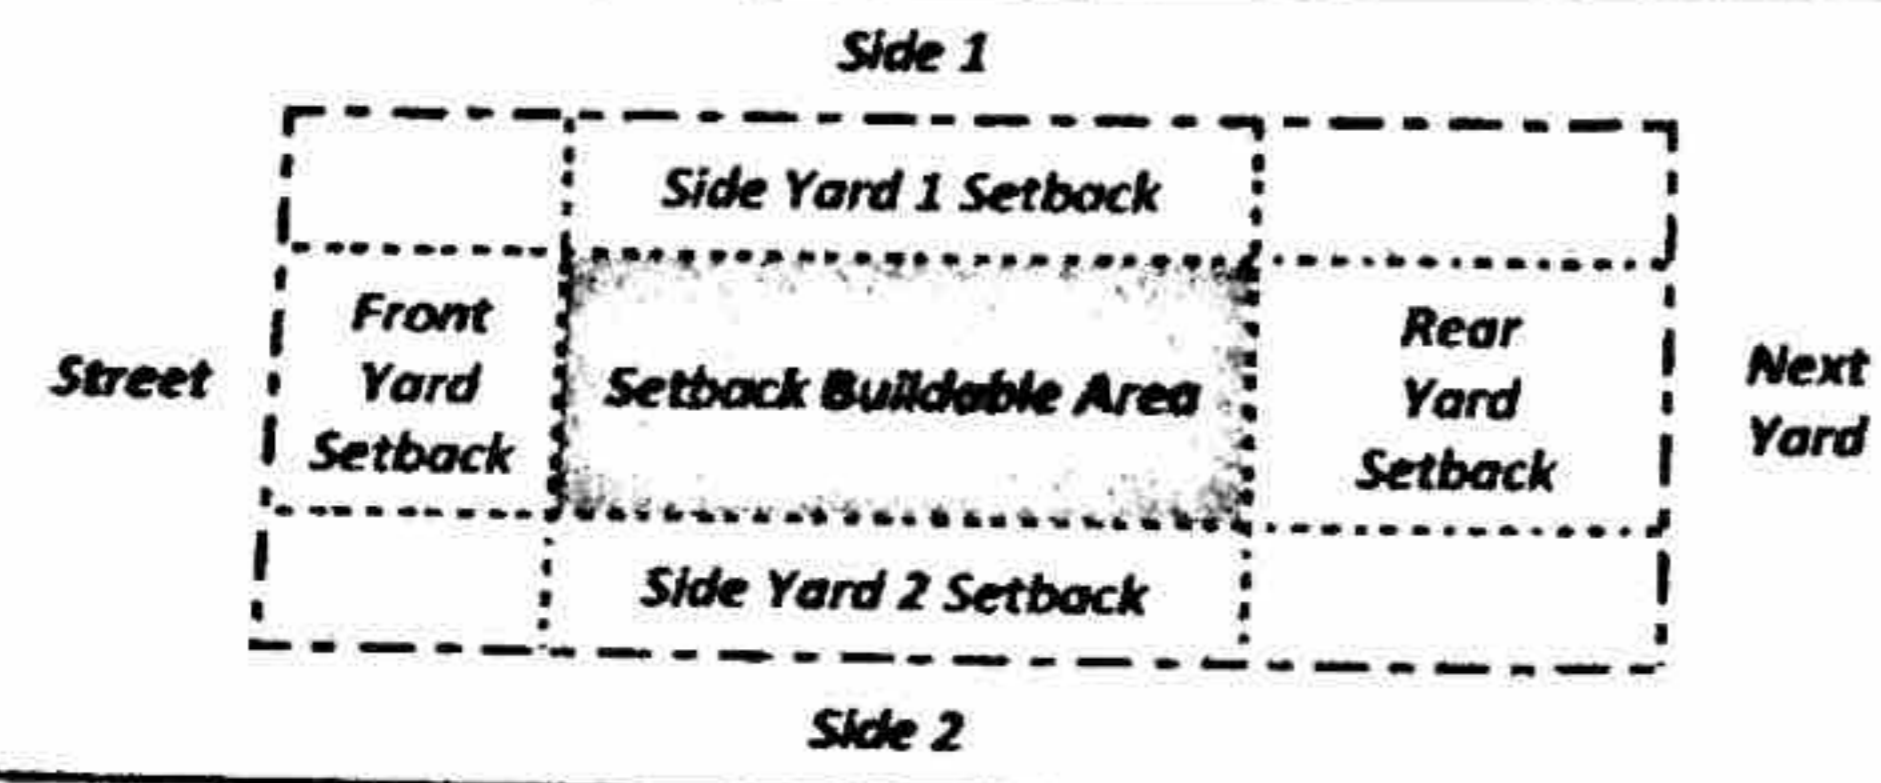 Side 1
Side Yard 1 Setback
Street
Front
Yard
Setback
Setback Buildable Area
Rear
Yard
Setback
Next
Yard
Side Yard 2 Setback
Side 2